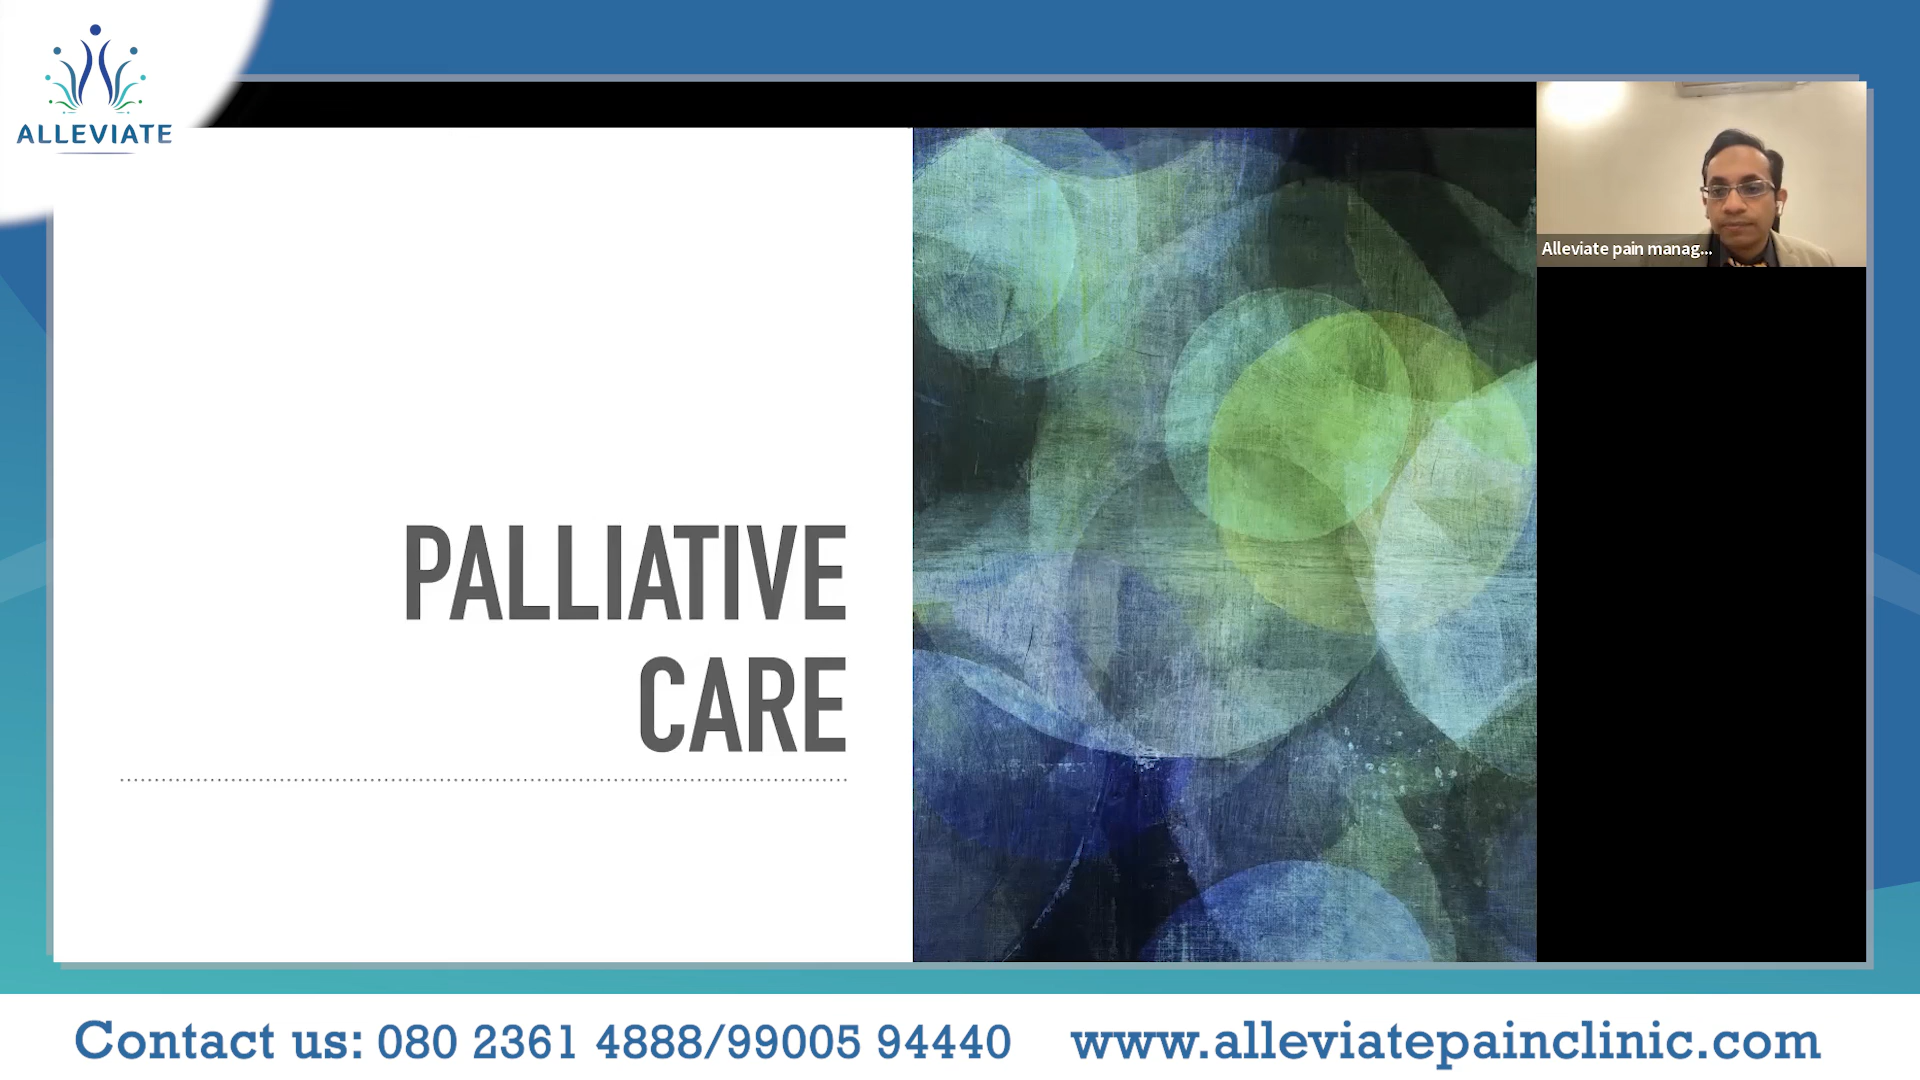 ALLEVIATE
Alleviate pain manag...
PALLIATIVE
CARE
Contact us: 080 2361 4888/99005 94440
www.alleviatepainclinic.com